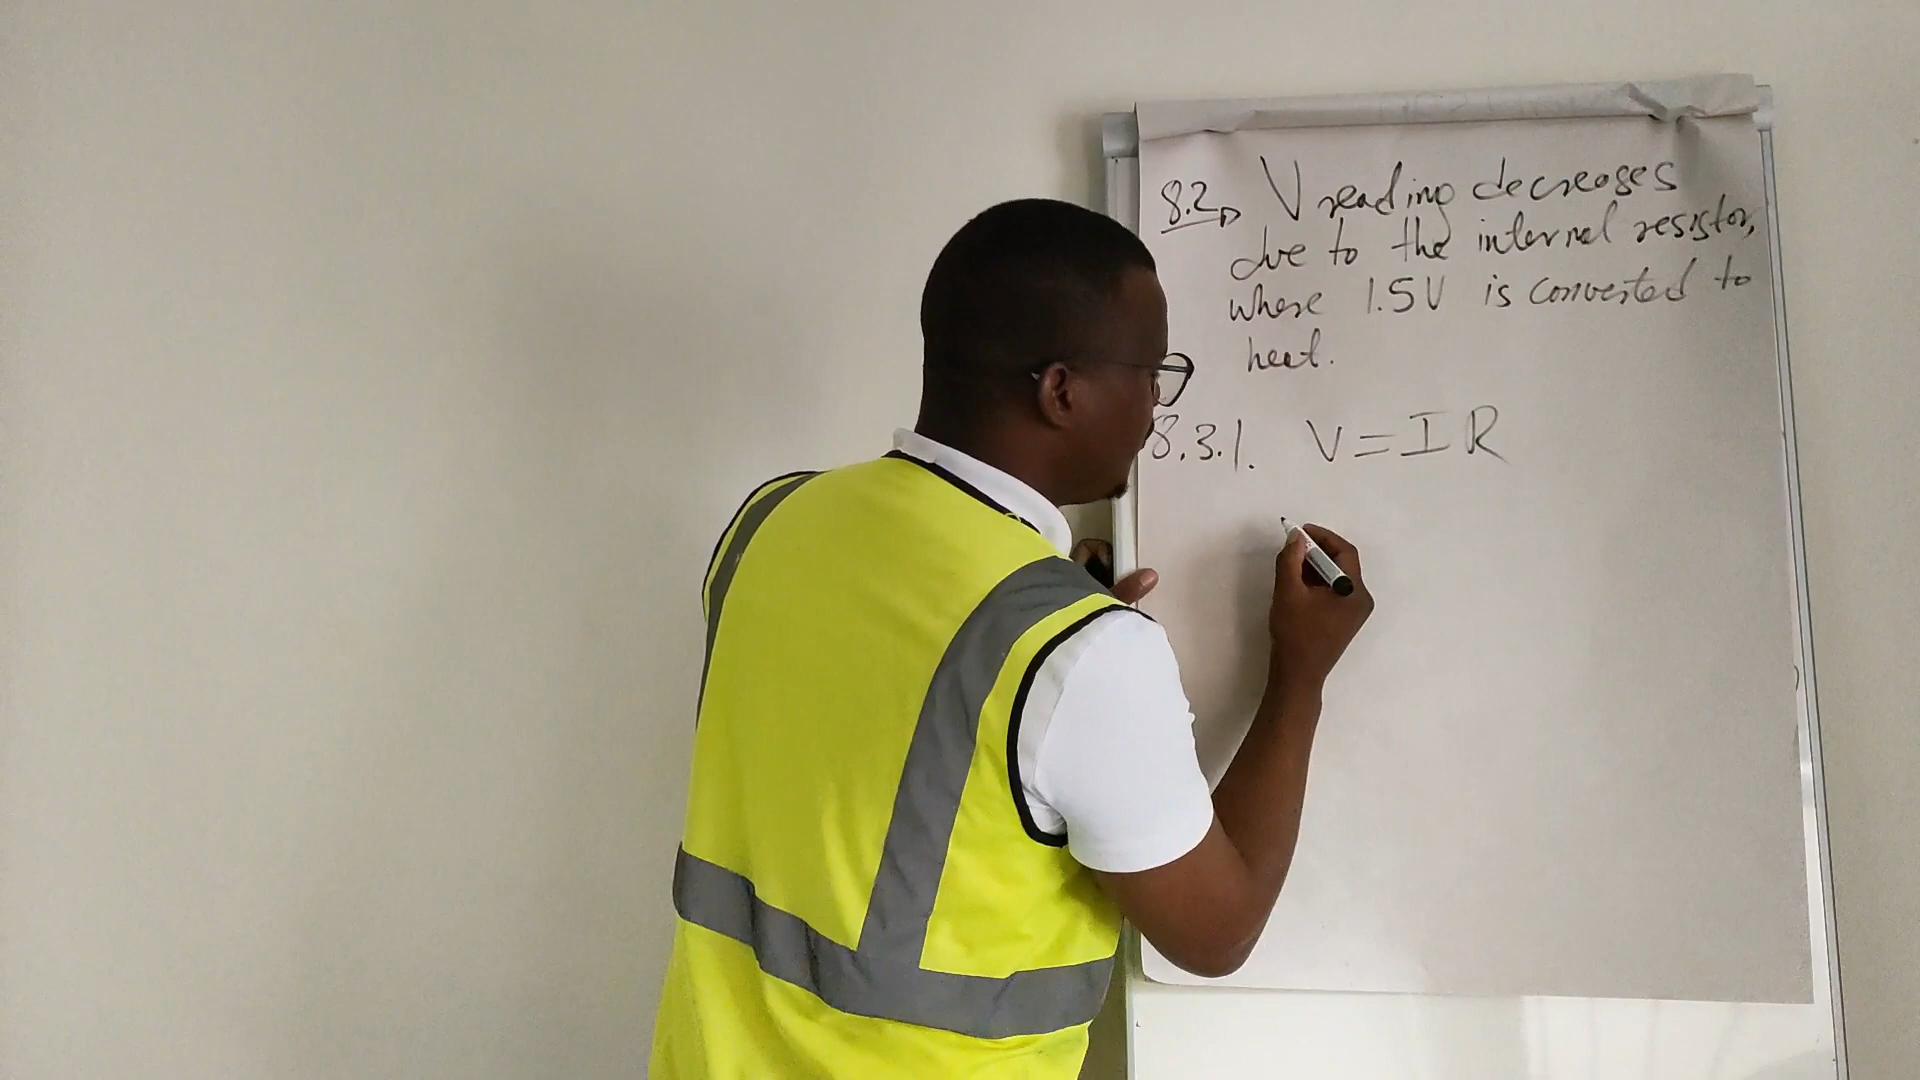 8.2 V reading decreases
due to the internal resistor,
where 1.5V is converted to
heat.
8.3.1. V = I R